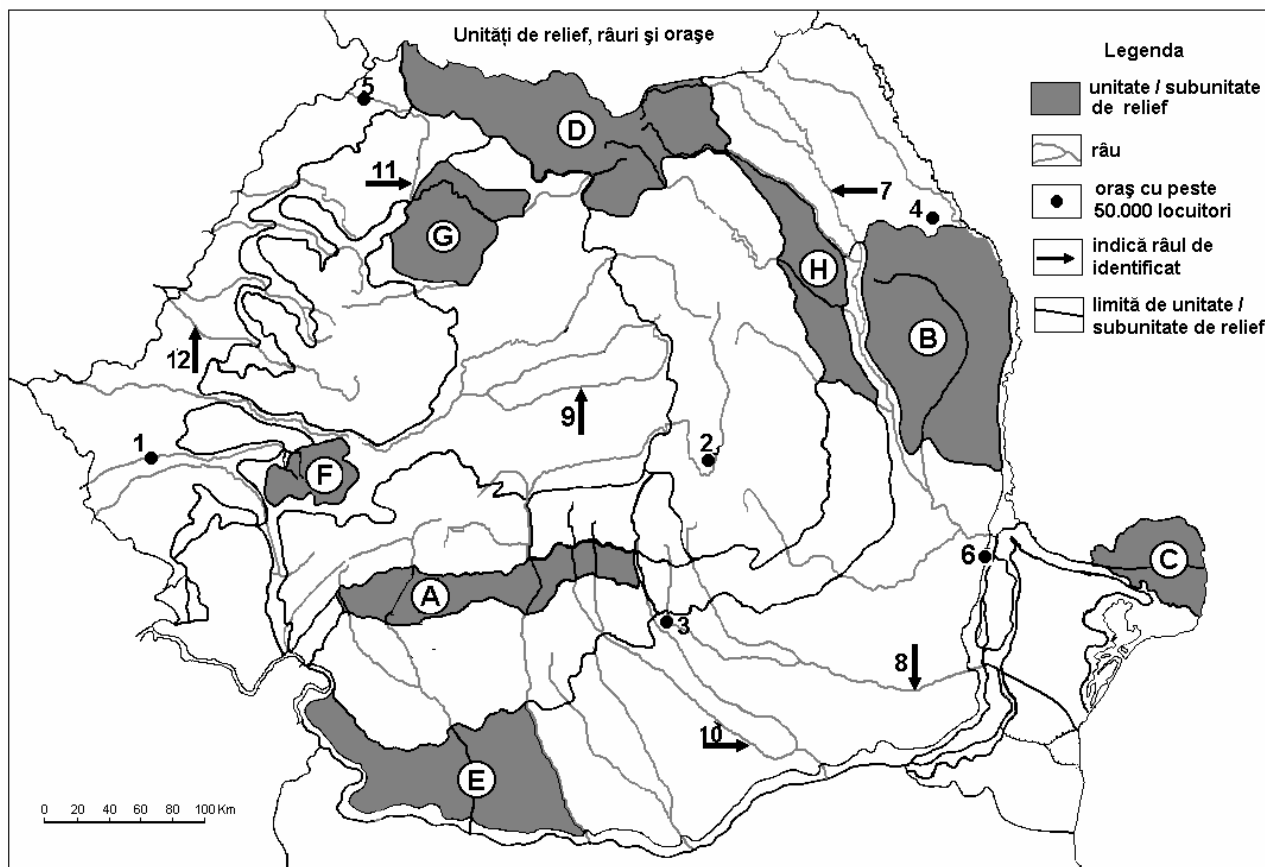 Unități de relief, râuri și orașe
Legenda
unitate / subunitate
de relief
râu
oraș cu peste
50.000 locuitori
indică râul de
identificat
limită de unitate /
subunitate de relief
5
D
11
7
4
G
H
B
12
9
1
2
F
6
C
A
3
8
10
E
0 20 40 60 80 100 Km